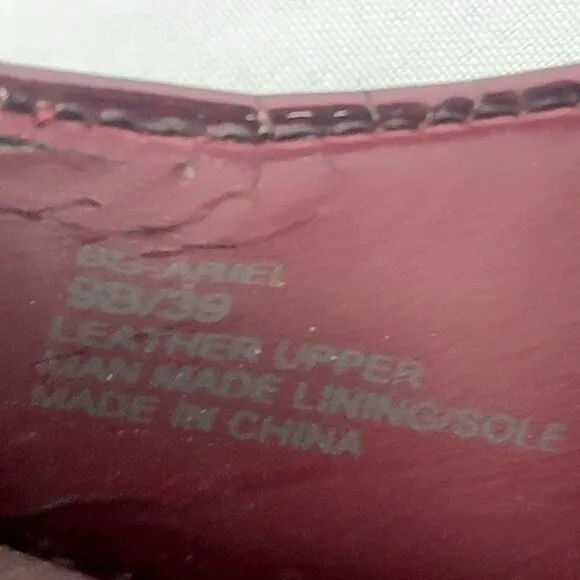 BG-ARIEL
9B/39
LEATHER UPPER
MAN MADE LINING/SOLE
MADE IN CHINA